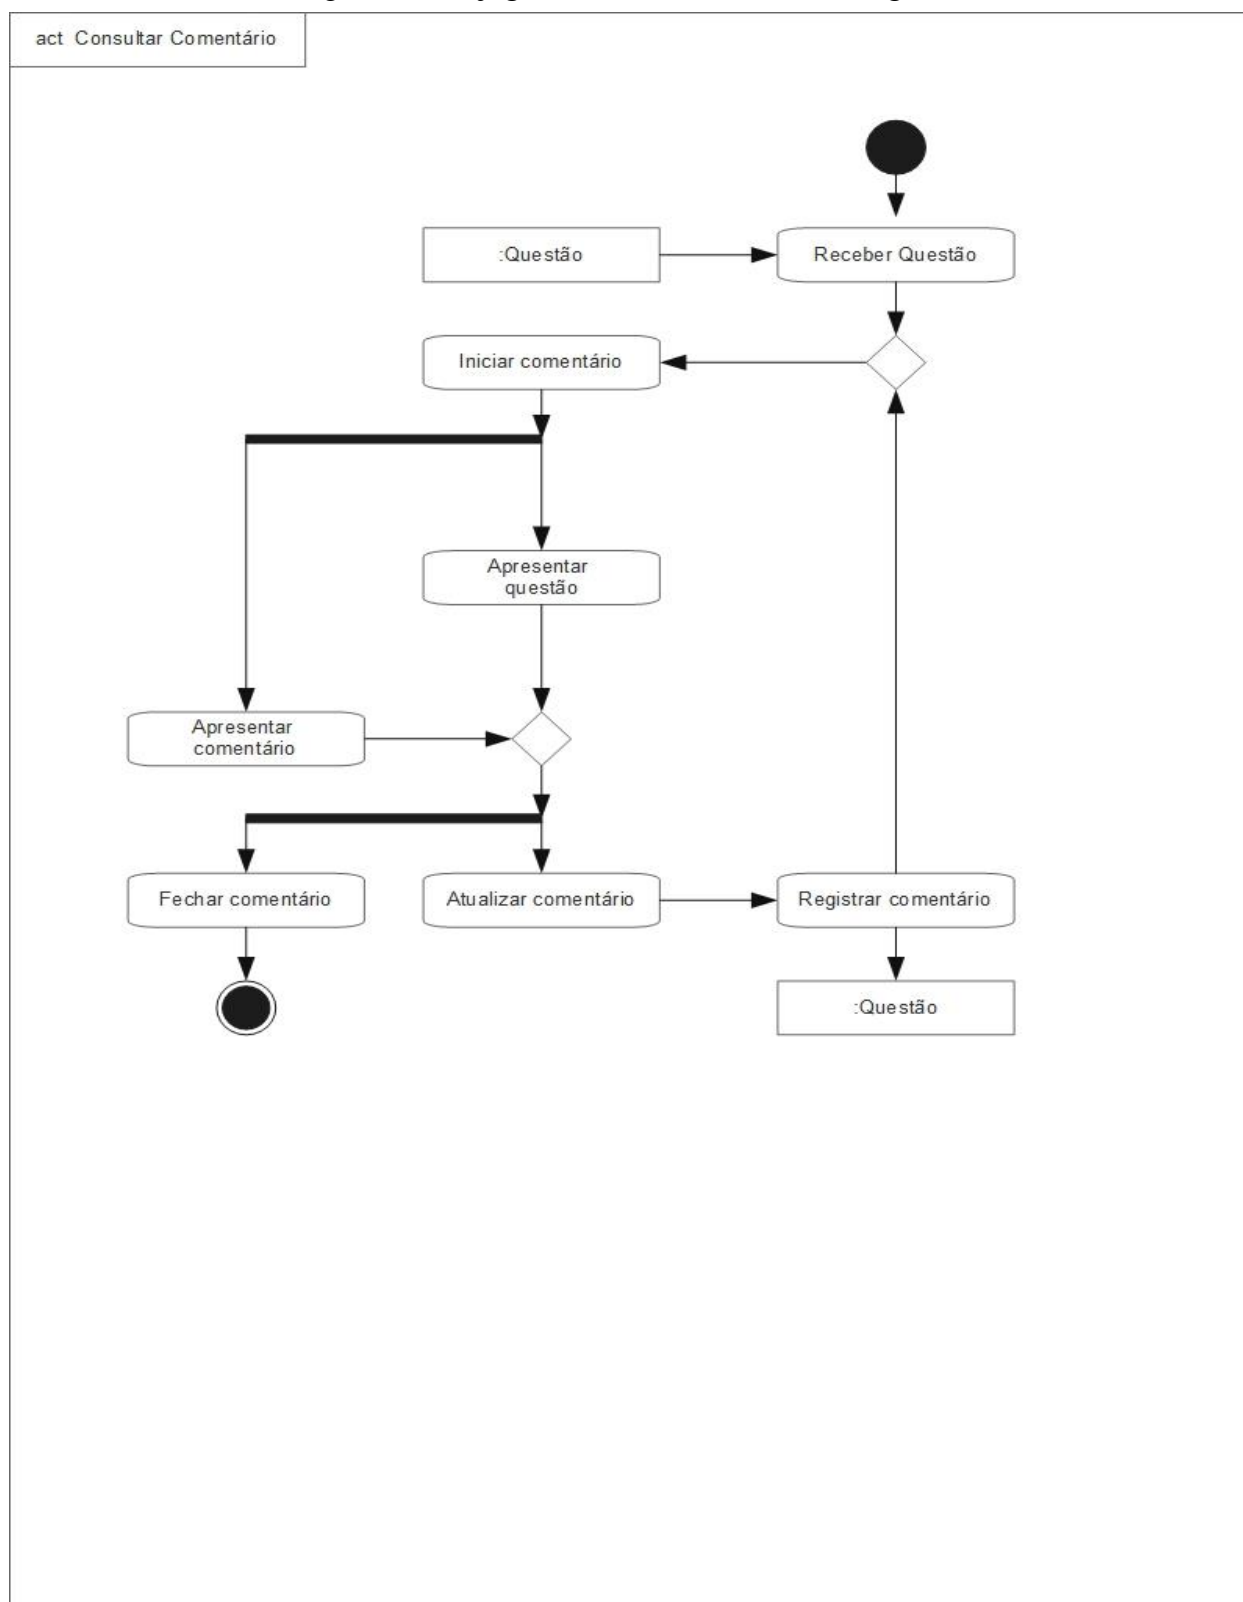 act Consultar Comentário
:Questão
Receber Questão
Iniciar comentário
Apresentar
questão
Apresentar
comentário
Fechar comentário
Atualizar comentário
Registrar comentário
:Questão